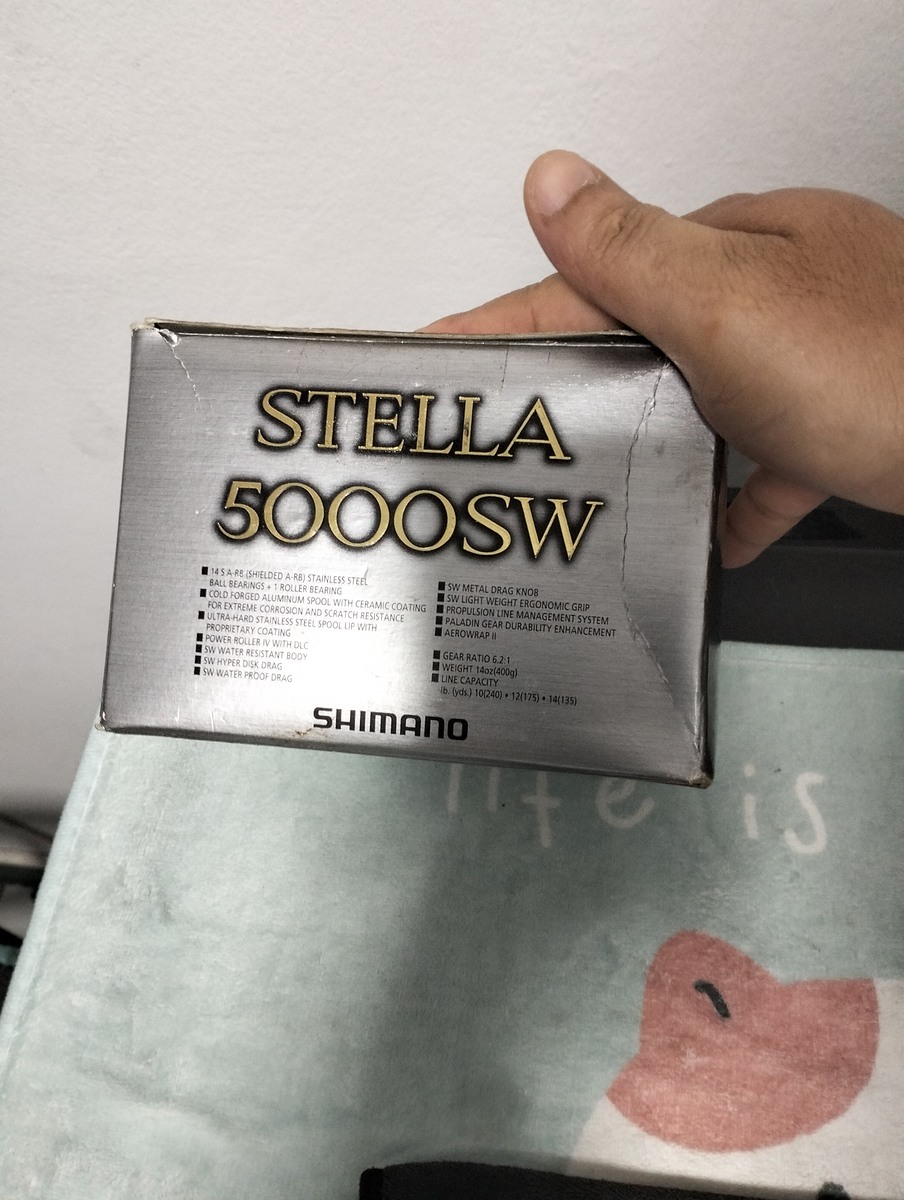 STELLA
5000SW
■ 14 S A-RB (SHIELDED A-RB) STAINLESS STEEL
BALL BEARINGS + 1 ROLLER BEARING
■ COLD FORGED ALUMINUM SPOOL WITH CERAMIC COATING
FOR EXTREME CORROSION AND SCRATCH RESISTANCE
■ ULTRA-HARD STAINLESS STEEL SPOOL LIP WITH
PROPRIETARY COATING
■ POWER ROLLER IV WITH DLC
■ SW WATER RESISTANT BODY
■ SW HYPER DISK DRAG
■ SW WATER PROOF DRAG
■ SW METAL DRAG KNOB
■ SW LIGHT WEIGHT ERGONOMIC GRIP
■ PROPULSION LINE MANAGEMENT SYSTEM
■ PALADIN GEAR DURABILITY ENHANCEMENT
■ AEROWRAP II
■ GEAR RATIO 6.2:1
■ WEIGHT 14oz(400g)
■ LINE CAPACITY
lb. (yds.) 10(240) • 12(175) • 14(135)
SHIMANO
life is